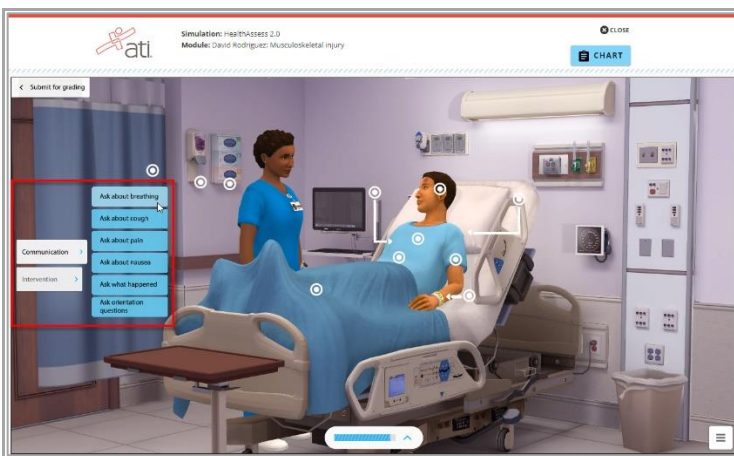 ati
Simulation: HealthAssess 2.0
Module: David Rodriguez: Musculoskeletal injury
CLOSE
CHART
< Submit for grading
Ask about breathing
Ask about cough
Ask about pain
Communication >
Ask about nausea
Intervention >
Ask what happened
Ask orientation
questions